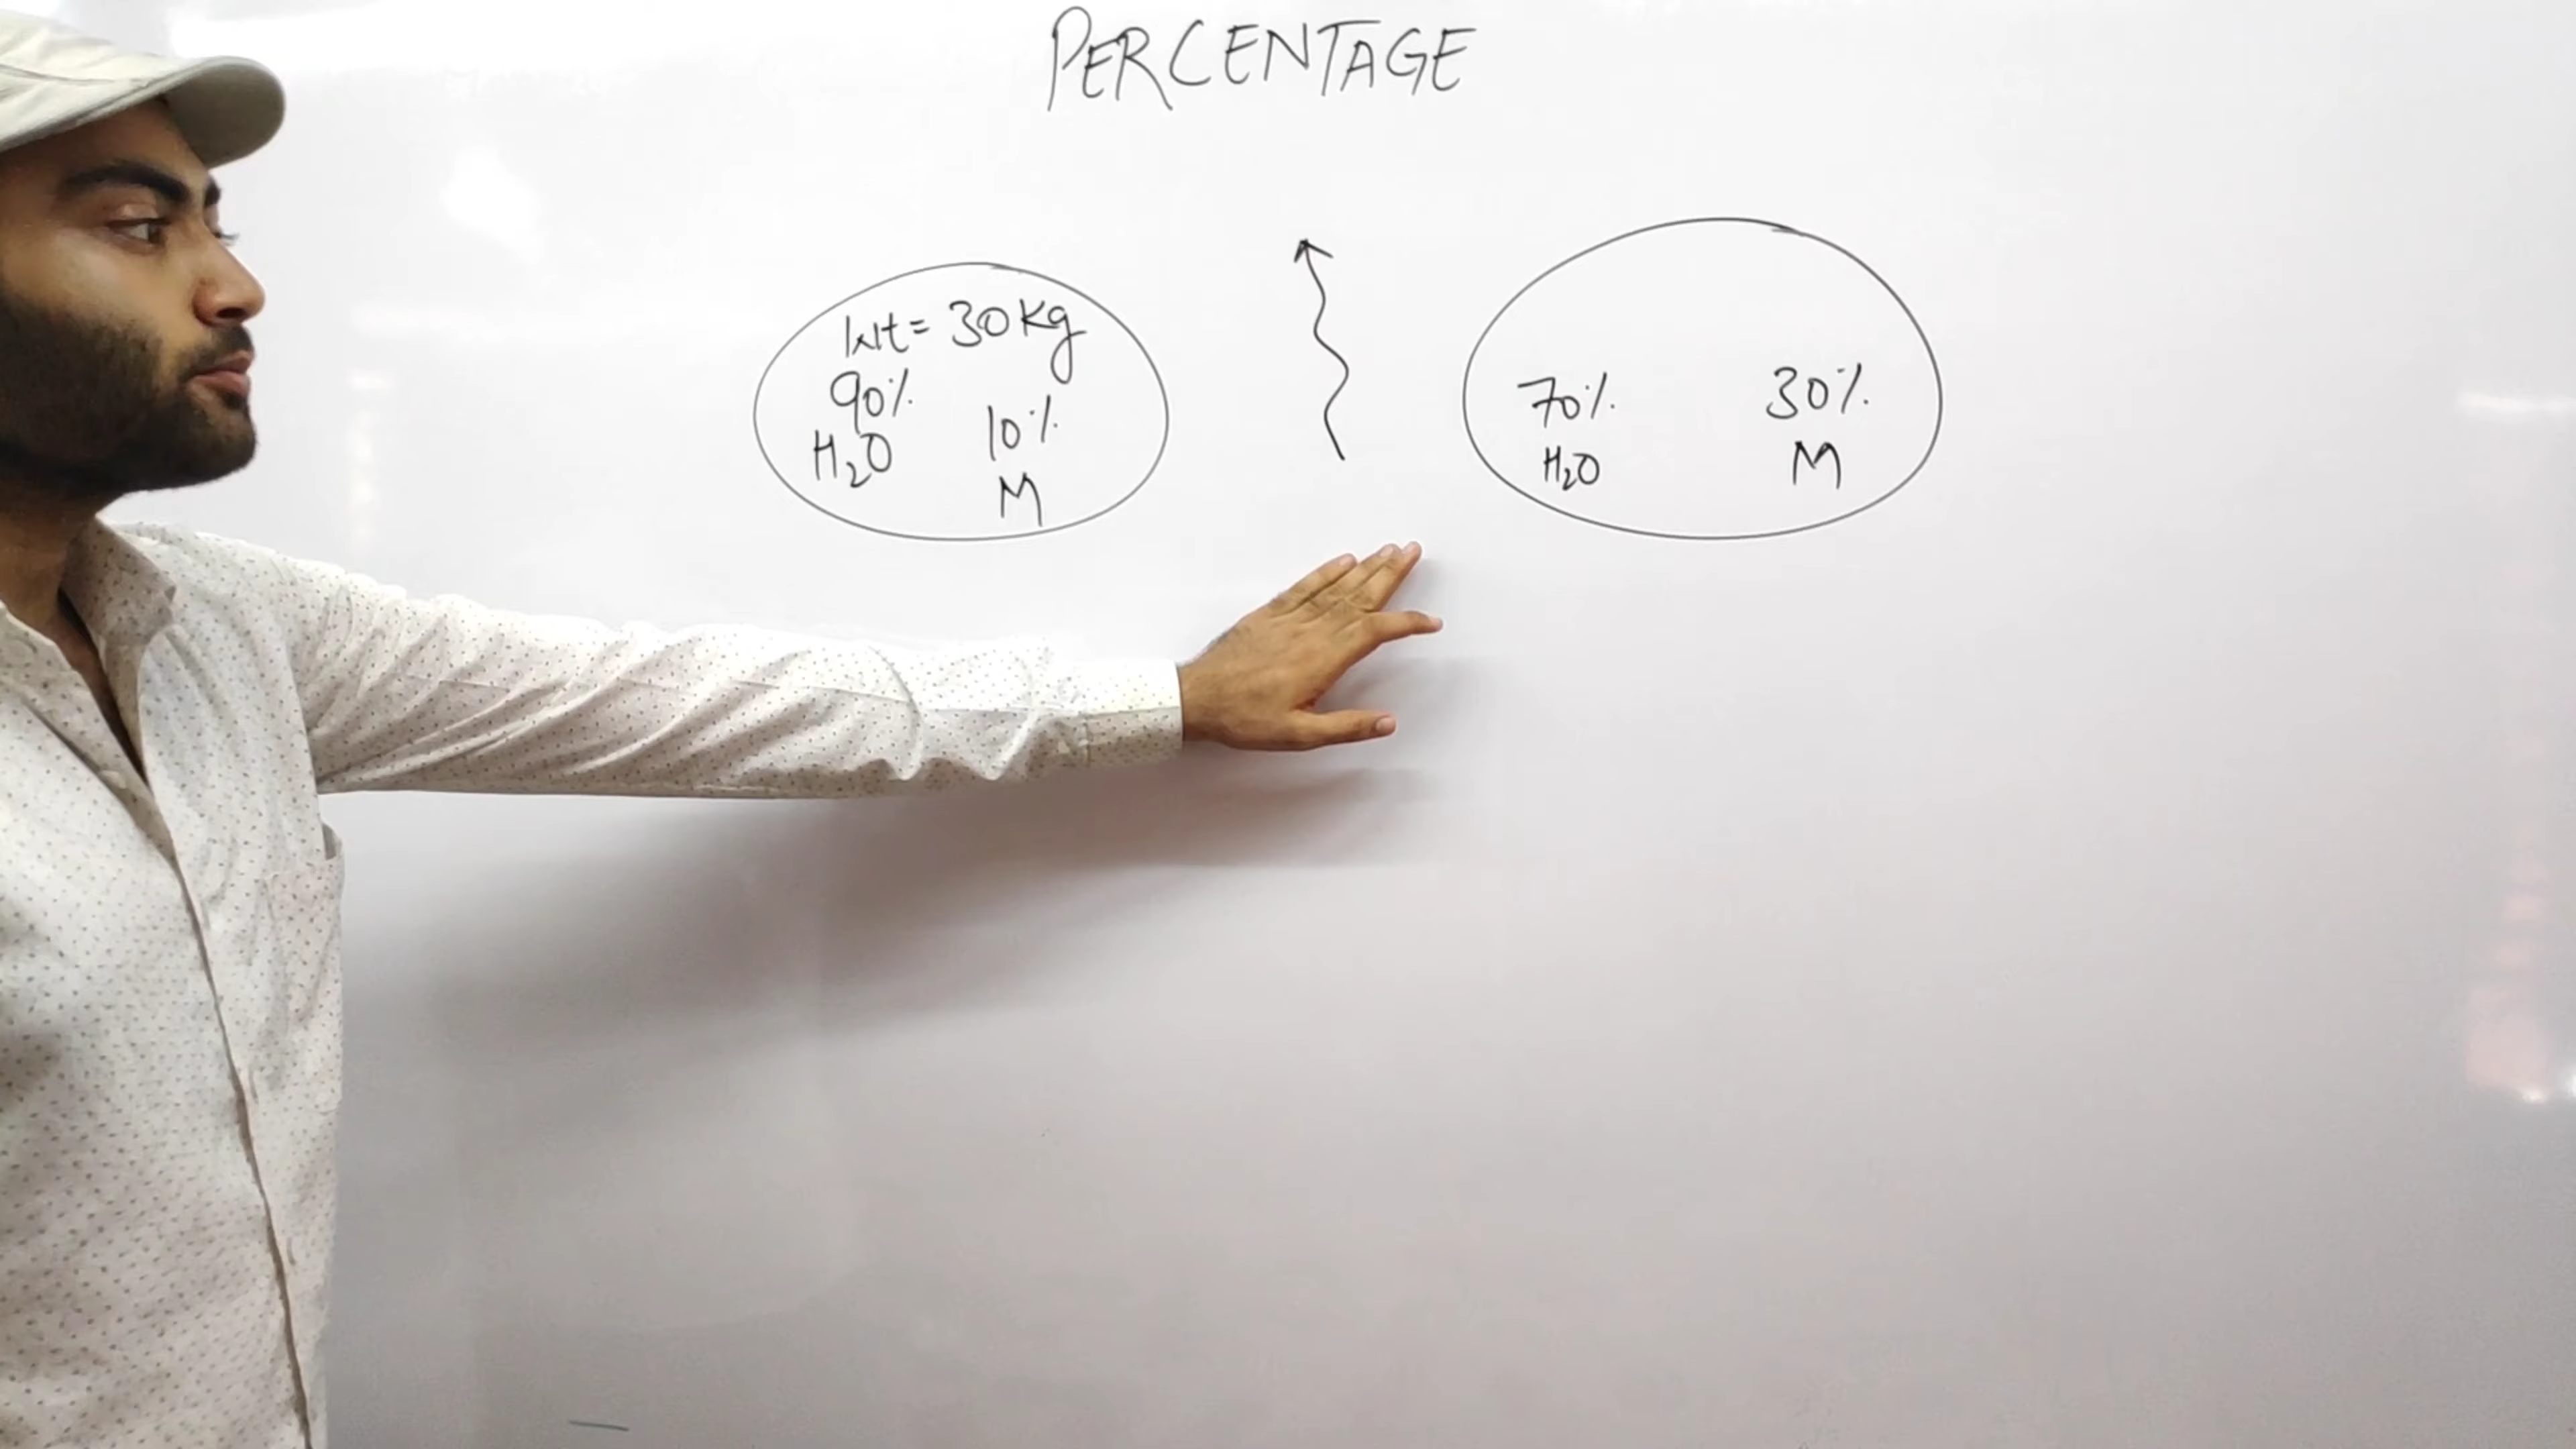 PERCENTAGE
Wt = 30 Kg
90% 10%
H₂O M
70% 30%
H₂O M